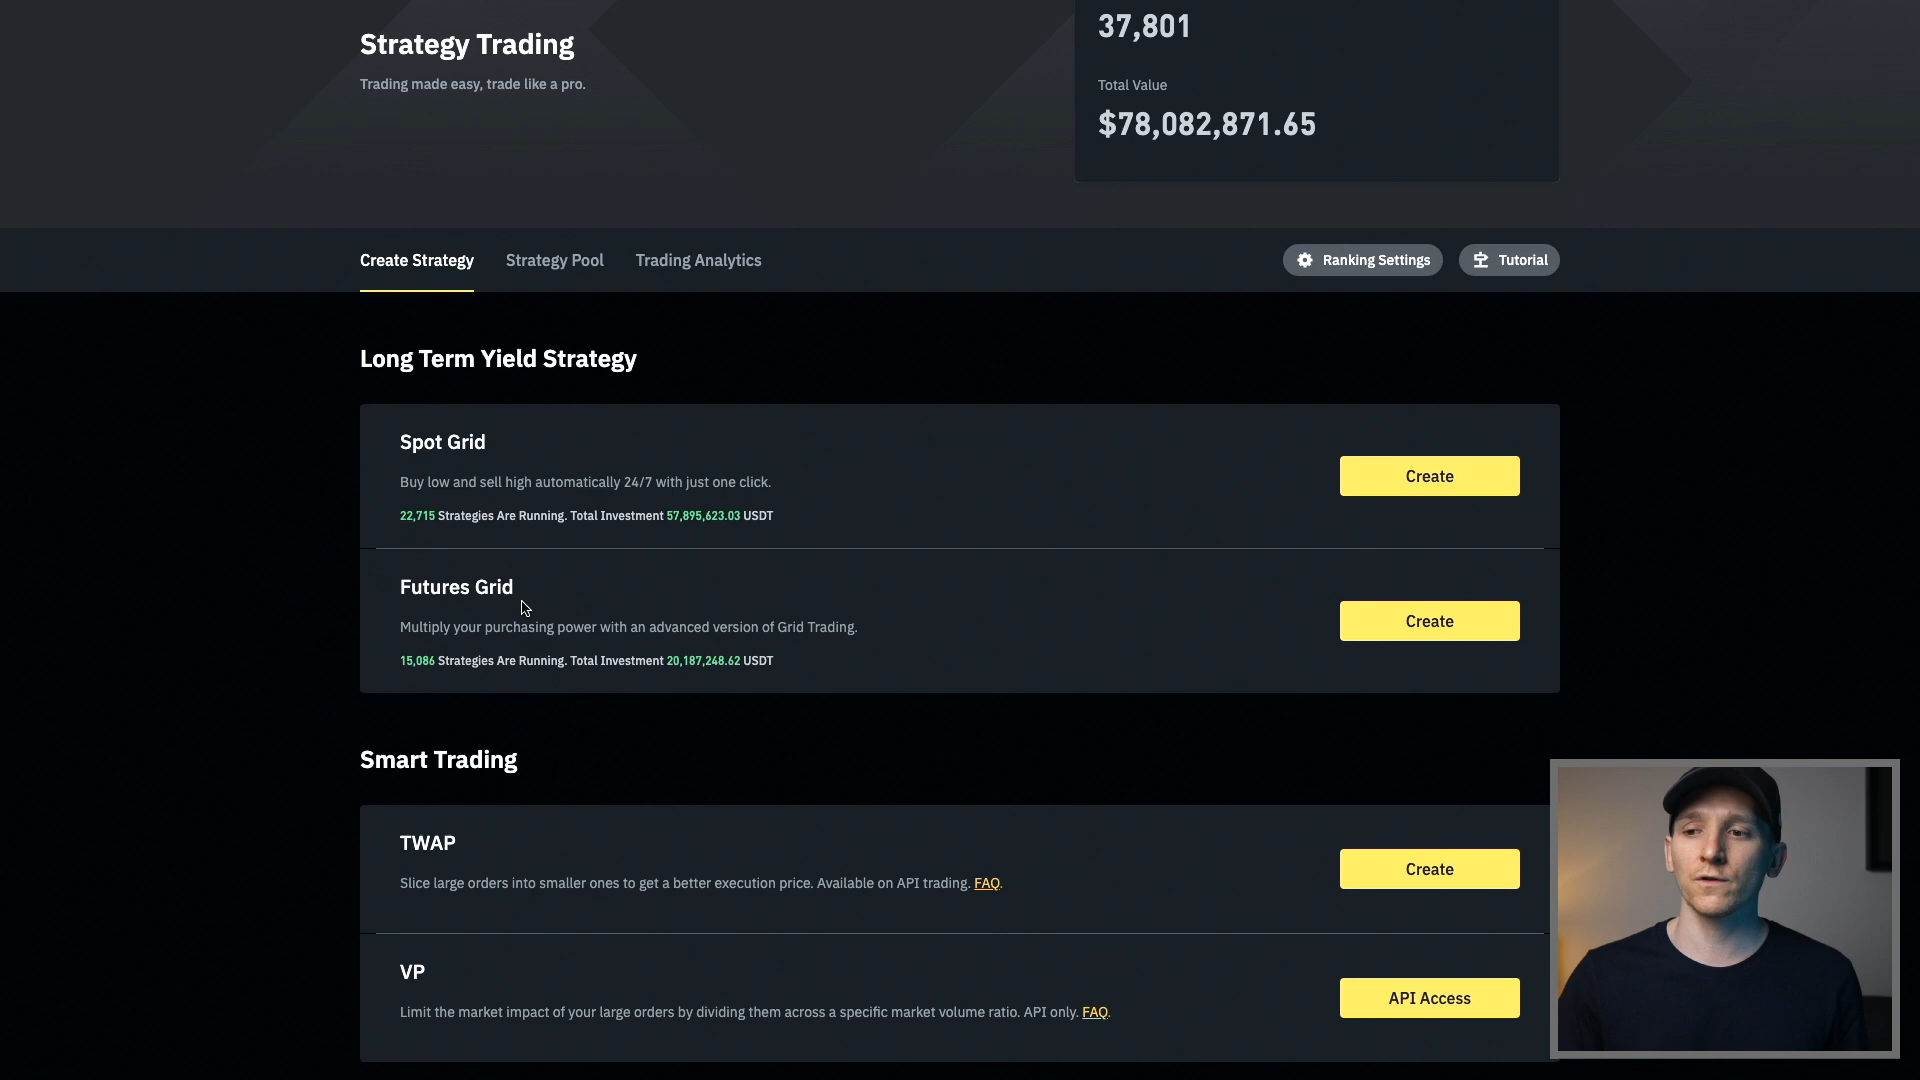 37,801
Strategy Trading
Trading made easy, trade like a pro.
Total Value
$78,082,871.65
Create Strategy Strategy Pool Trading Analytics Ranking Settings Tutorial
Long Term Yield Strategy
Spot Grid
Buy low and sell high automatically 24/7 with just one click.
22,715 Strategies Are Running. Total Investment 57,895,623.03 USDT
Create
Futures Grid
Multiply your purchasing power with an advanced version of Grid Trading.
15,086 Strategies Are Running. Total Investment 20,187,248.62 USDT
Create
Smart Trading
TWAP
Slice large orders into smaller ones to get a better execution price. Available on API trading. FAQ.
Create
VP
Limit the market impact of your large orders by dividing them across a specific market volume ratio. API only. FAQ.
API Access